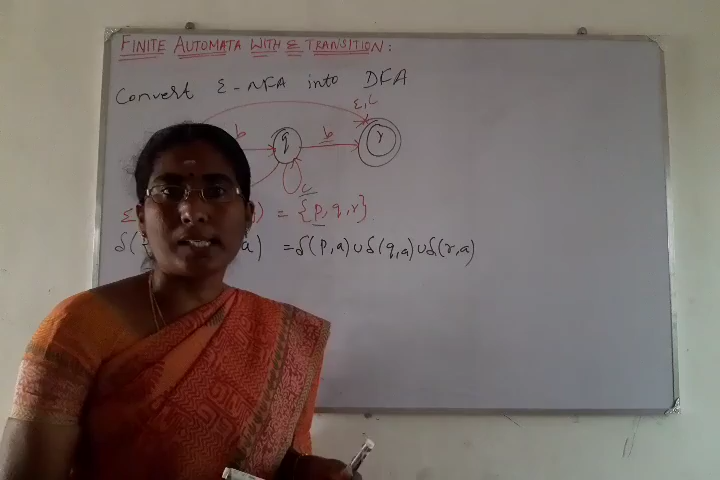 FINITE AUTOMATA WITH ε TRANSITION:
Convert ε-NFA into DFA
ε, c
b q b r
c
ε ) = {p, q, r}
δ( a) = δ(p,a) ∪ δ(q,a) ∪ δ(r,a)